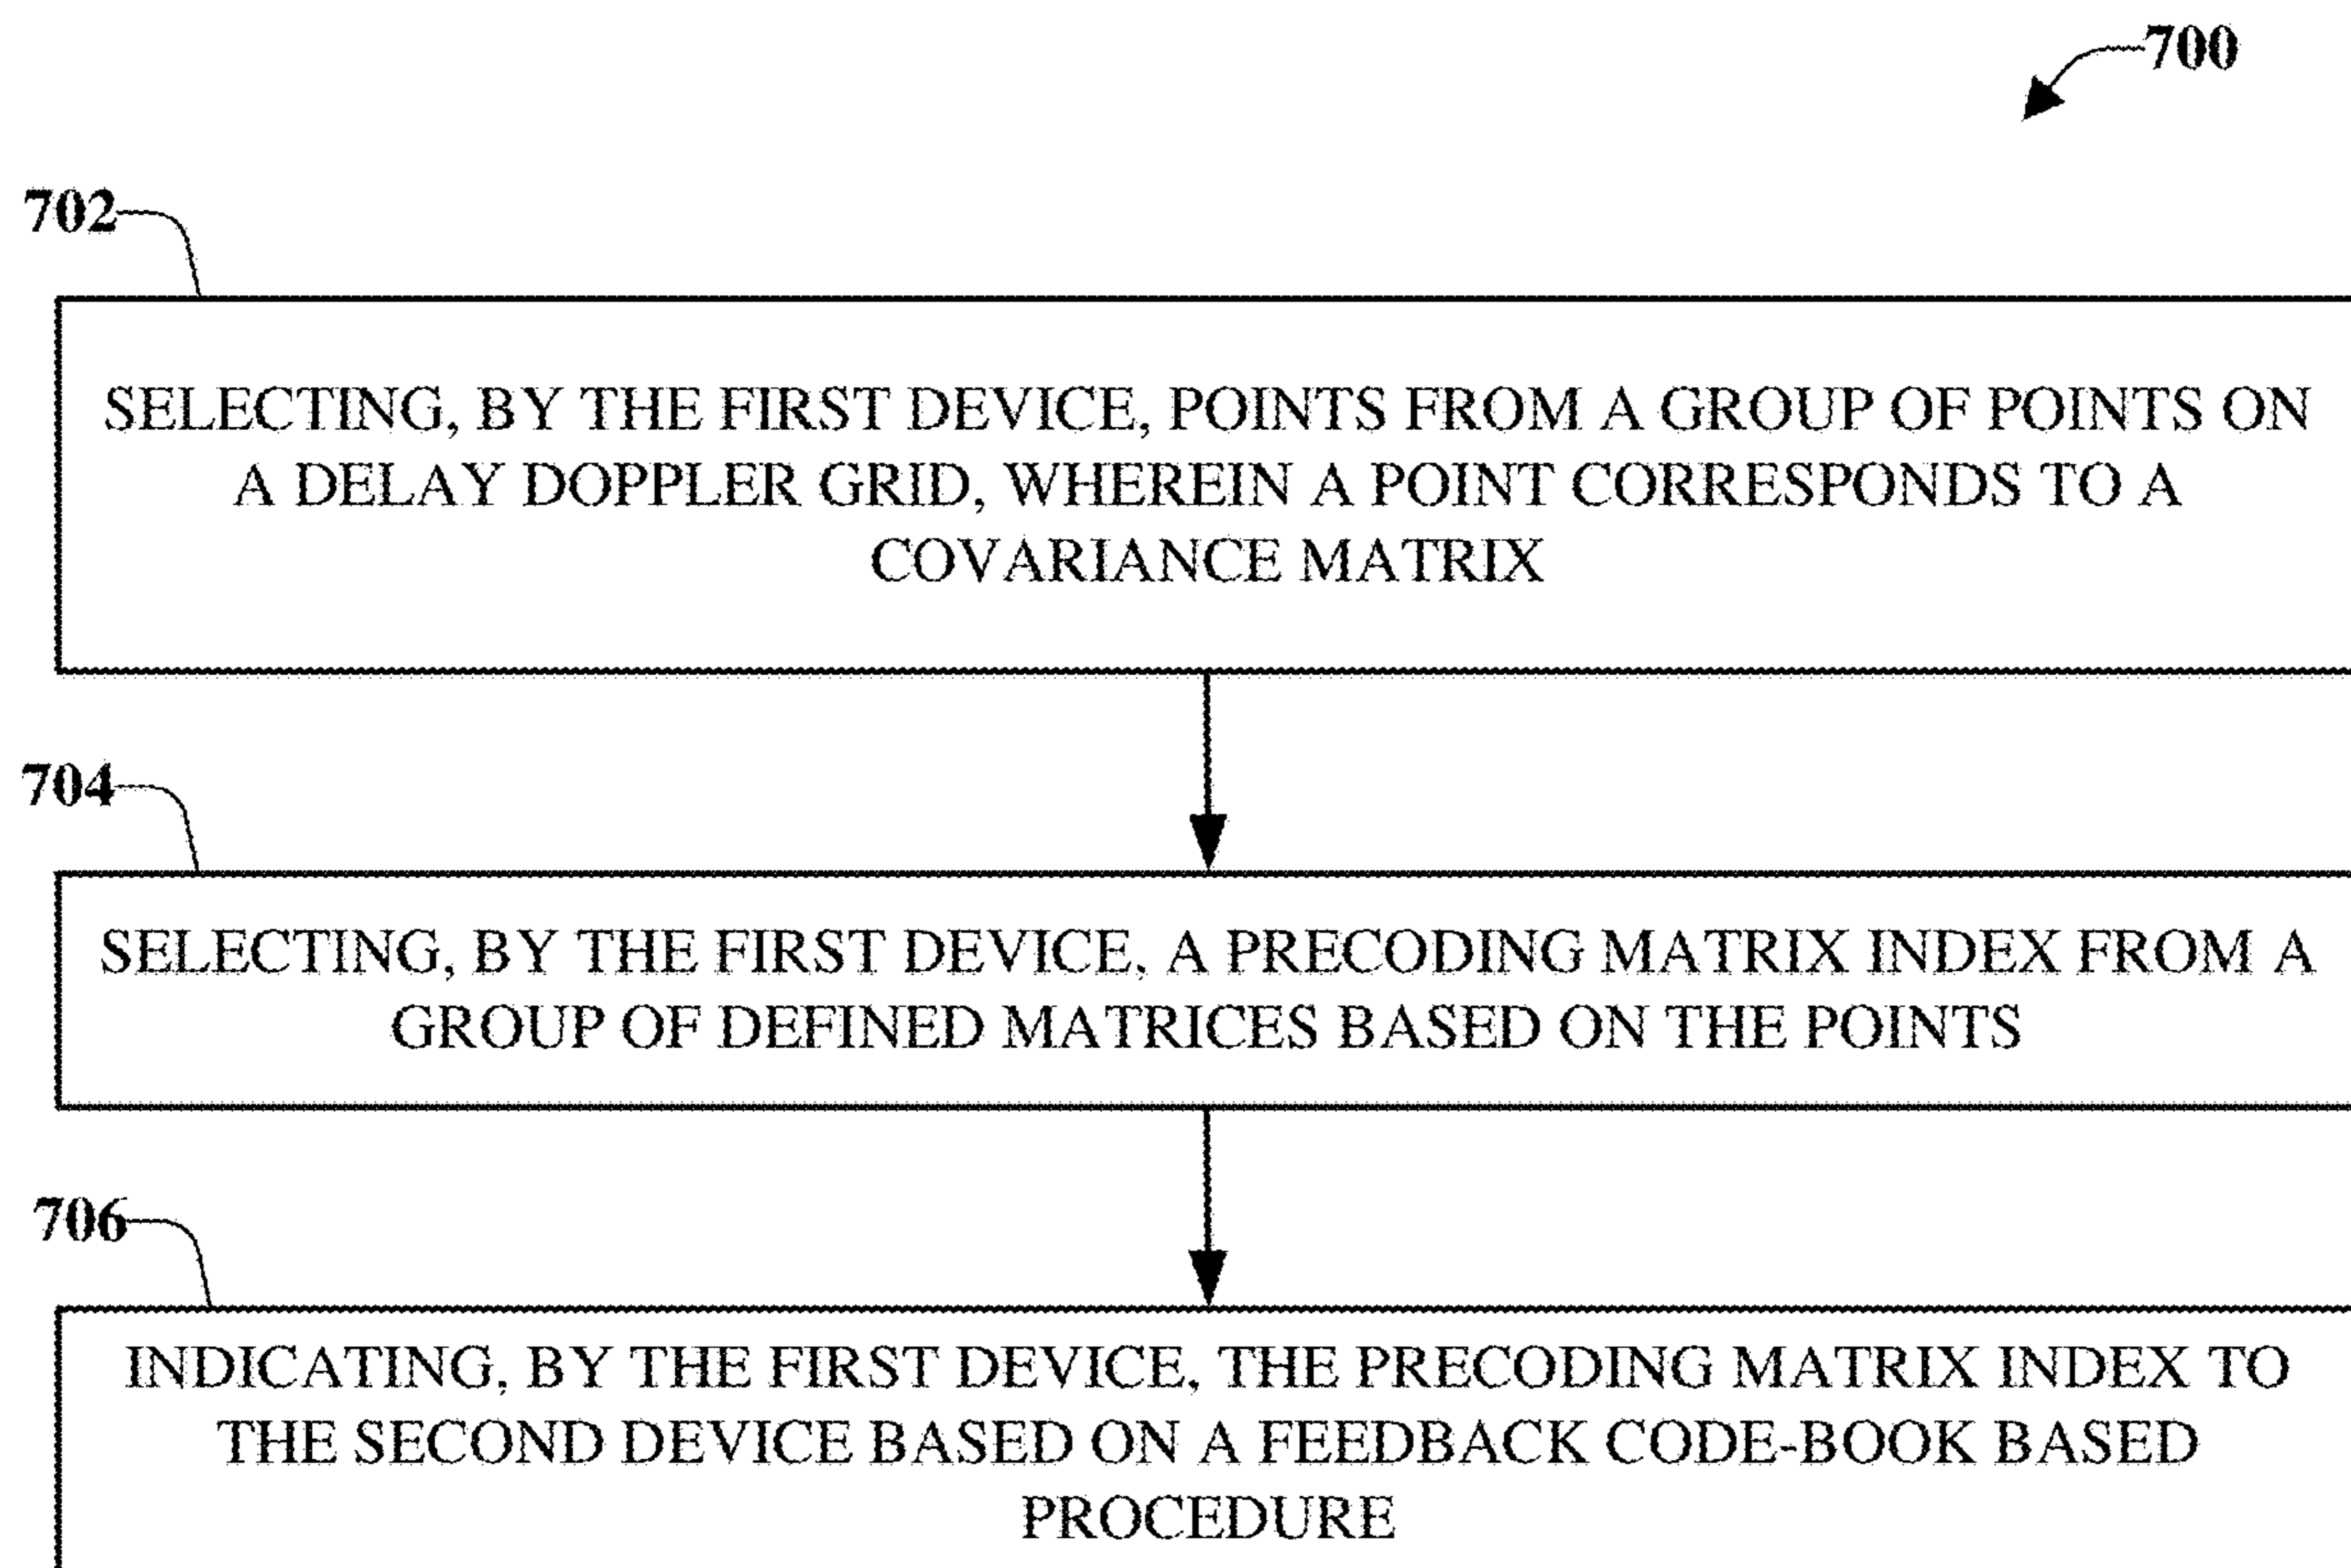 700
702
SELECTING, BY THE FIRST DEVICE, POINTS FROM A GROUP OF POINTS ON
A DELAY DOPPLER GRID, WHEREIN A POINT CORRESPONDS TO A
COVARIANCE MATRIX
704
SELECTING, BY THE FIRST DEVICE, A PRECODING MATRIX INDEX FROM A
GROUP OF DEFINED MATRICES BASED ON THE POINTS
706
INDICATING, BY THE FIRST DEVICE, THE PRECODING MATRIX INDEX TO
THE SECOND DEVICE BASED ON A FEEDBACK CODE-BOOK BASED
PROCEDURE